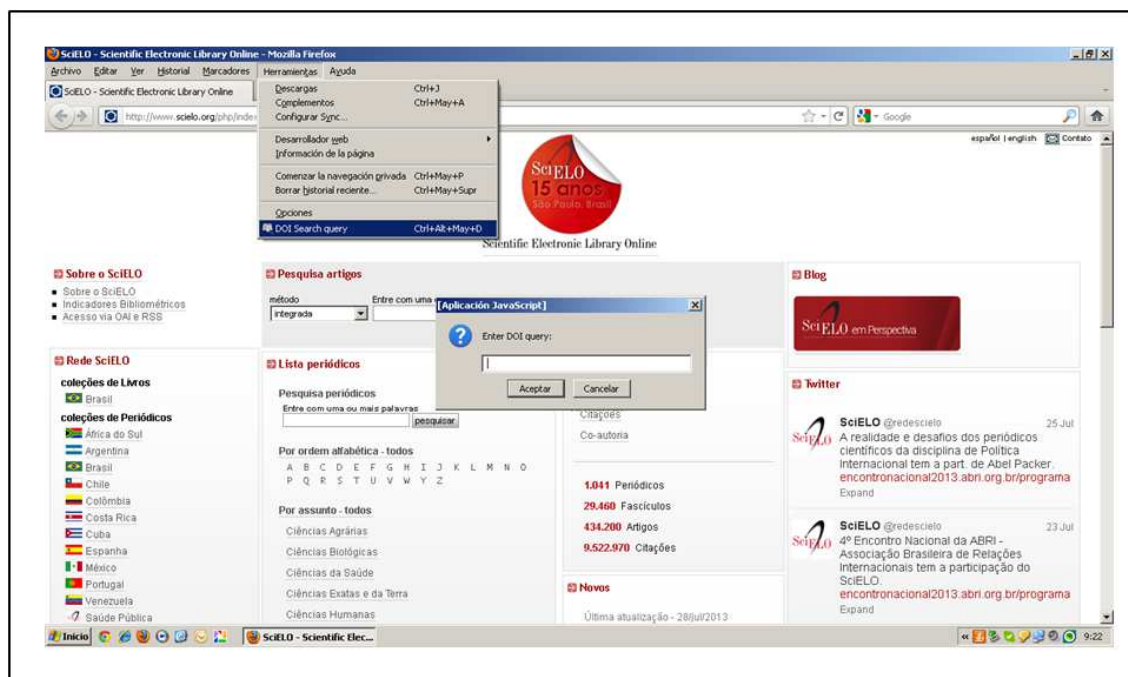 SciELO - Scientific Electronic Library Online - Mozilla Firefox
Archivo Editar Ver Historial Marcadores Herramientas Ayuda
SciELO - Scientific Electronic Library Online
http://www.scielo.org/php/inde
Google
Descargas Ctrl+J
Complementos Ctrl+May+A
Configurar Sync...
Desarrollador web
Información de la página
Comenzar la navegación privada Ctrl+May+P
Borrar historial reciente... Ctrl+May+Supr
Opciones
DOI Search query Ctrl+Alt+May+D
español | english Contato
SciELO
15 anos
São Paulo, Brasil
Scientific Electronic Library Online
Sobre o SciELO
Sobre o SciELO
Indicadores Bibliométricos
Acesso via OAI e RSS
Rede SciELO
coleções de Livros
Brasil
coleções de Periódicos
África do Sul
Argentina
Brasil
Chile
Colômbia
Costa Rica
Cuba
Espanha
México
Portugal
Venezuela
Saúde Pública
Pesquisa artigos
método Entre com uma
integrada
[Aplicación JavaScript]
Enter DOI query:
Aceptar Cancelar
Lista periódicos
Pesquisa periódicos
Entre com uma ou mais palavras
pesquisar
Por ordem alfabética - todos
A B C D E F G H I J K L M N O
P Q R S T U V W Y Z
Por assunto - todos
Ciências Agrárias
Ciências Biológicas
Ciências da Saúde
Ciências Exatas e da Terra
Ciências Humanas
Citações
Co-autoria
1.041 Periódicos
29.460 Fascículos
434.200 Artigos
9.522.970 Citações
Novos
Última atualização - 28/jul/2013
Blog
SciELO em Perspectiva
Twitter
SciELO
SciELO @redescielo 25 Jul
A realidade e desafios dos periódicos
científicos da disciplina de Política
Internacional tem a part. de Abel Packer.
encontronacional2013.abri.org.br/programa
Expand
SciELO
SciELO @redescielo 23 Jul
4º Encontro Nacional da ABRI -
Associação Brasileira de Relações
Internacionais tem a participação do
SciELO.
encontronacional2013.abri.org.br/programa
Expand
Inicio
SciELO - Scientific Elec...
9:22